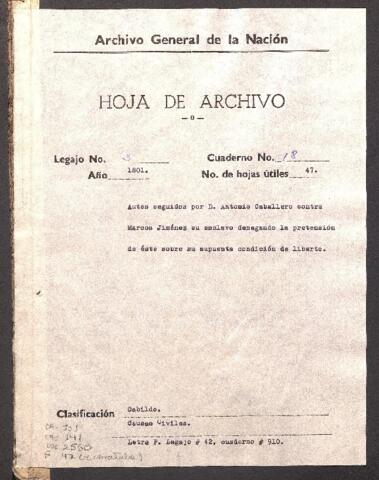 Archivo General de la Nación
HOJA DE ARCHIVO
—o—
Legajo No. 3 Cuaderno No. 18
Año 1801. No. de hojas útiles 47.
Autos seguidos por D. Antonio Caballero contra
Marcos Jiménez su esclavo denegando la pretensión
de éste sobre su supuesta condición de liberto.
Clasificación
Cabildo.
Causas Civiles.
Letra P. Legajo # 42, cuaderno # 910.